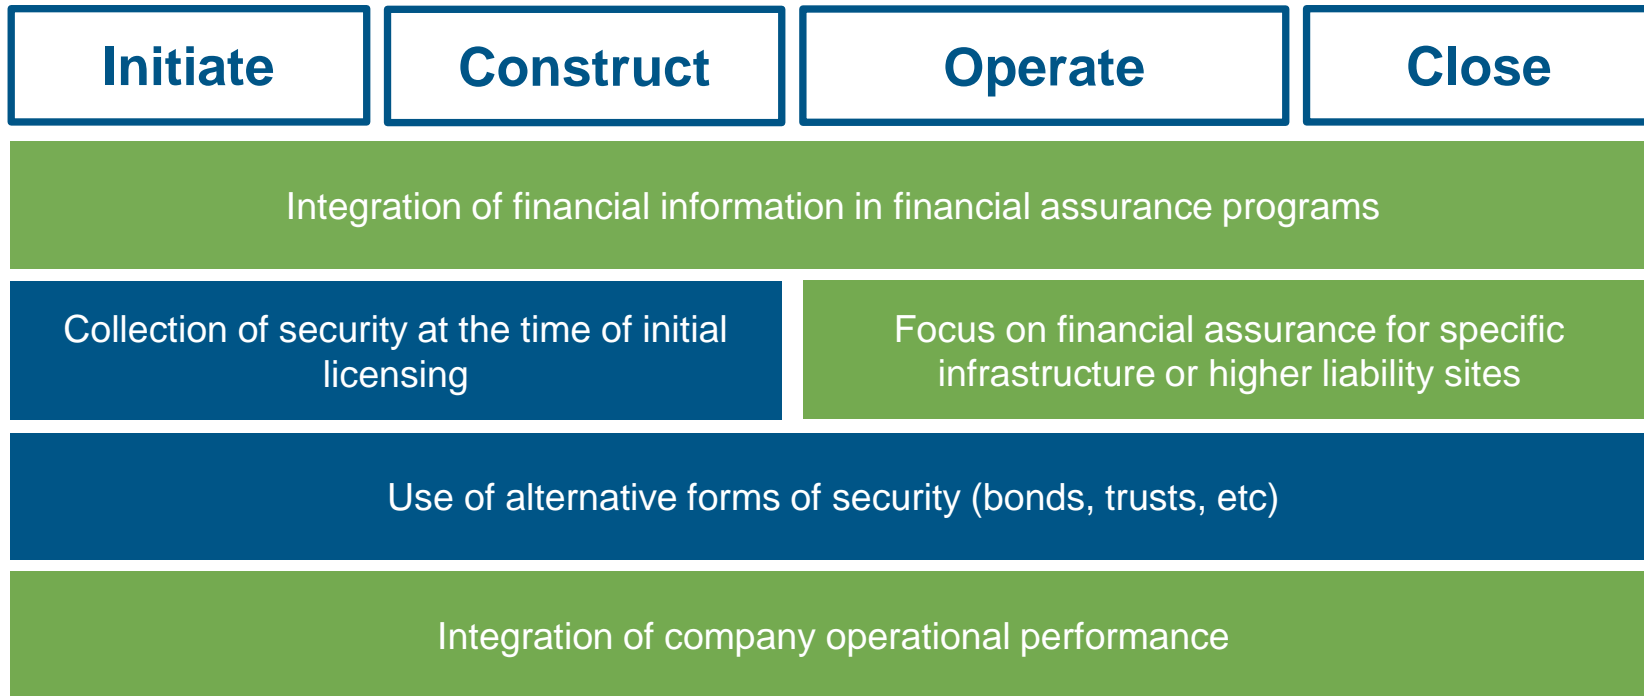 Initiate
Construct
Operate
Close
Integration of financial information in financial assurance programs
Collection of security at the time of initial
licensing
Focus on financial assurance for specific
infrastructure or higher liability sites
Use of alternative forms of security (bonds, trusts, etc)
Integration of company operational performance